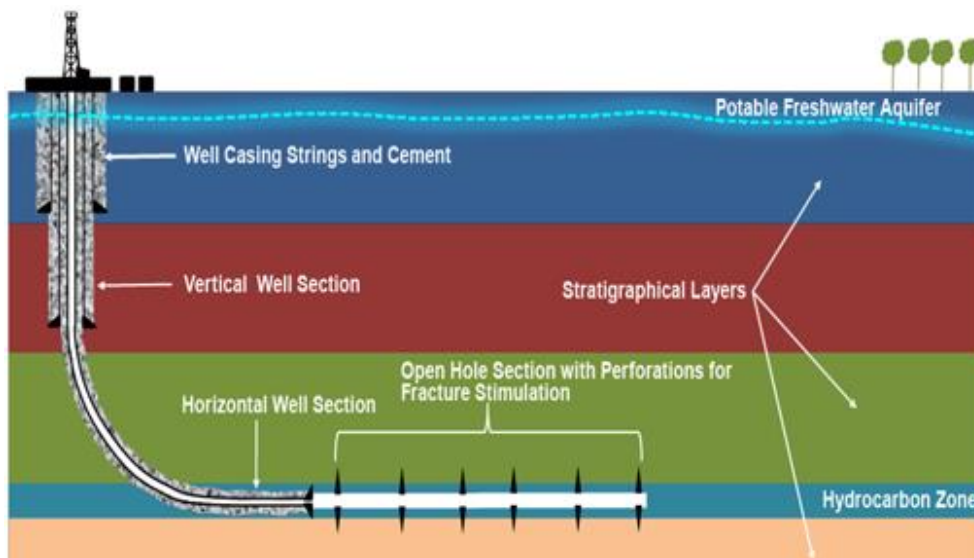 Potable Freshwater Aquifer
Well Casing Strings and Cement
Vertical Well Section
Stratigraphical Layers
Open Hole Section with Perforations for
Fracture Stimulation
Horizontal Well Section
Hydrocarbon Zone